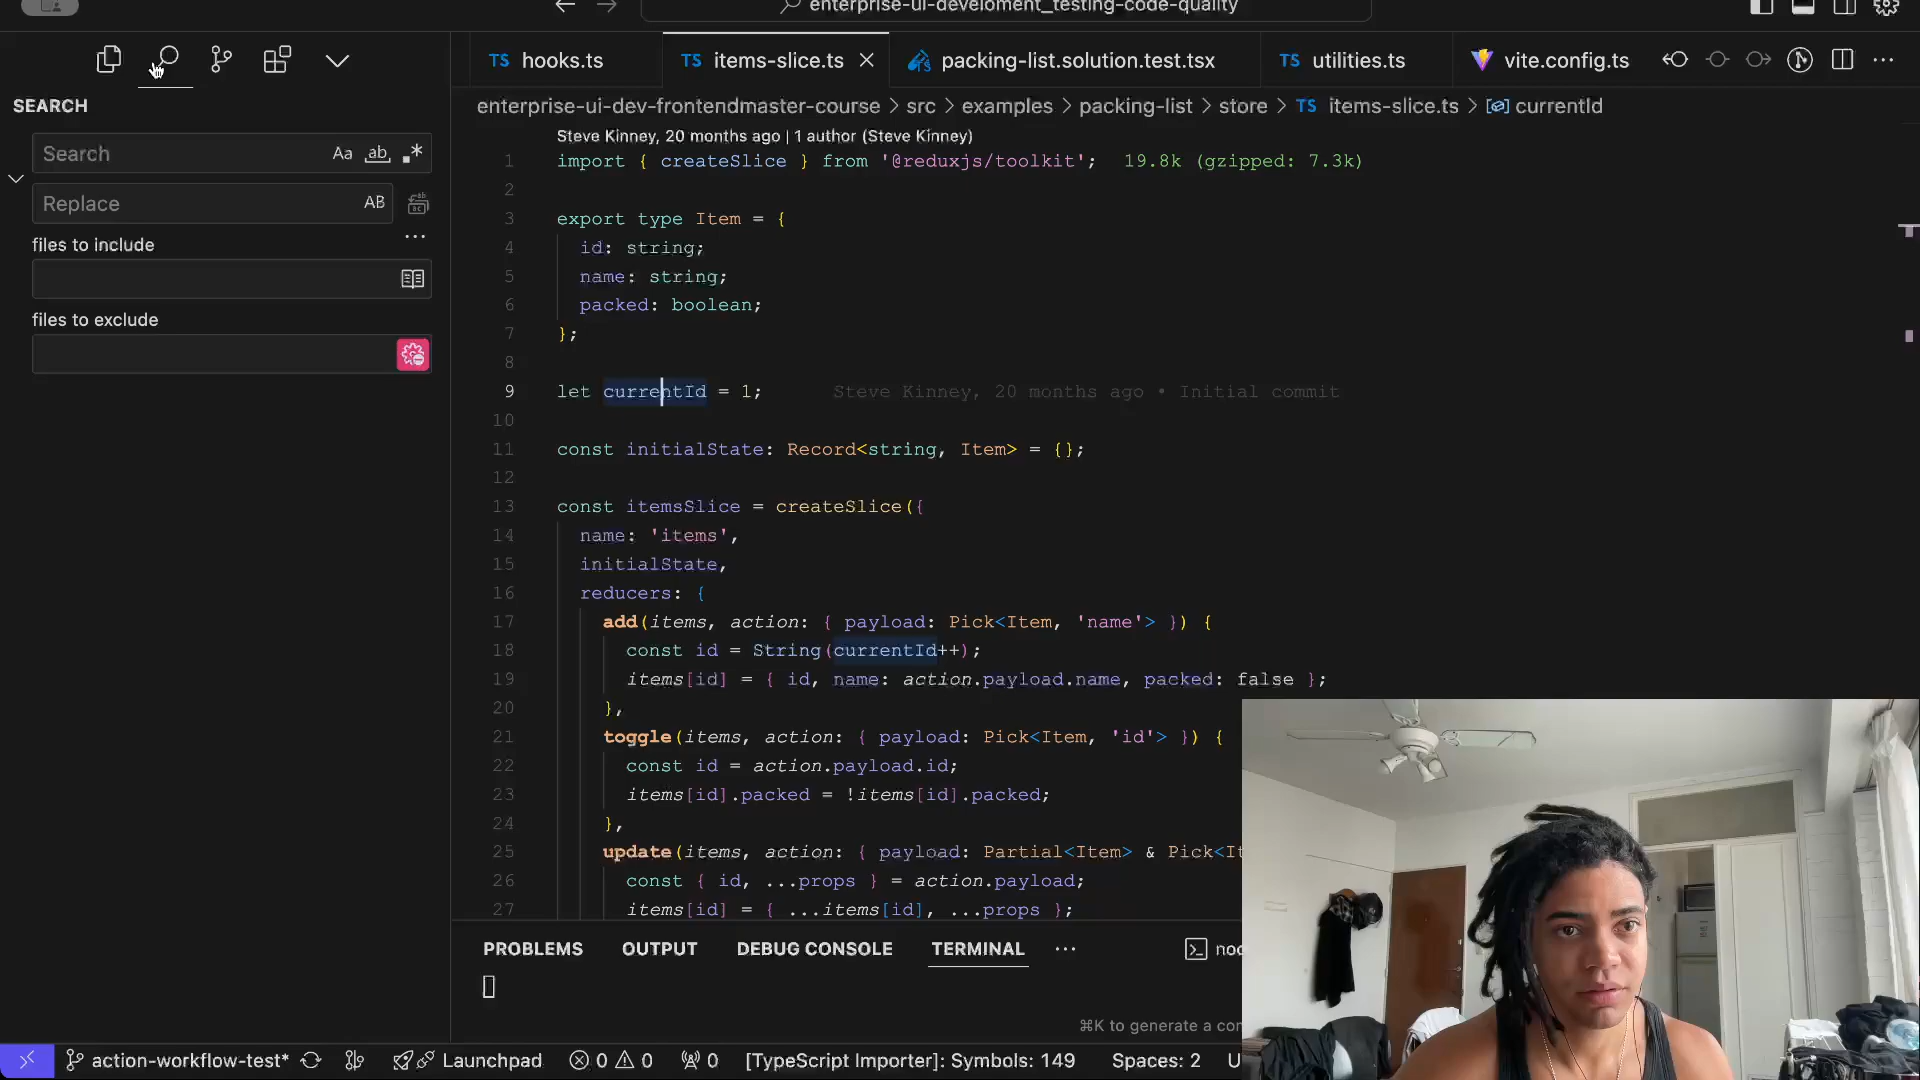 enterprise-ui-develoment_testing-code-quality
TS hooks.ts
TS items-slice.ts
packing-list.solution.test.tsx
TS utilities.ts
vite.config.ts
SEARCH
Search
Aa
ab
Replace
AB
files to include
files to exclude
enterprise-ui-dev-frontendmaster-course > src > examples > packing-list > store > TS items-slice.ts > currentId
Steve Kinney, 20 months ago | 1 author (Steve Kinney)
1 import { createSlice } from '@reduxjs/toolkit'; 19.8k (gzipped: 7.3k)
2
3 export type Item = {
4 id: string;
5 name: string;
6 packed: boolean;
7 };
8
9 let currentId = 1; Steve Kinney, 20 months ago • Initial commit
10
11 const initialState: Record<string, Item> = {};
12
13 const itemsSlice = createSlice({
14 name: 'items',
15 initialState,
16 reducers: {
17 add(items, action: { payload: Pick<Item, 'name'> }) {
18 const id = String(currentId++);
19 items[id] = { id, name: action.payload.name, packed: false };
20 },
21 toggle(items, action: { payload: Pick<Item, 'id'> }) {
22 const id = action.payload.id;
23 items[id].packed = !items[id].packed;
24 },
25 update(items, action: { payload: Partial<Item> & Pick<It
26 const { id, ...props } = action.payload;
27 items[id] = { ...items[id], ...props };
PROBLEMS OUTPUT DEBUG CONSOLE TERMINAL ··· noc
⌘K to generate a con
action-workflow-test* Launchpad 0 0 0 [TypeScript Importer]: Symbols: 149 Spaces: 2 U